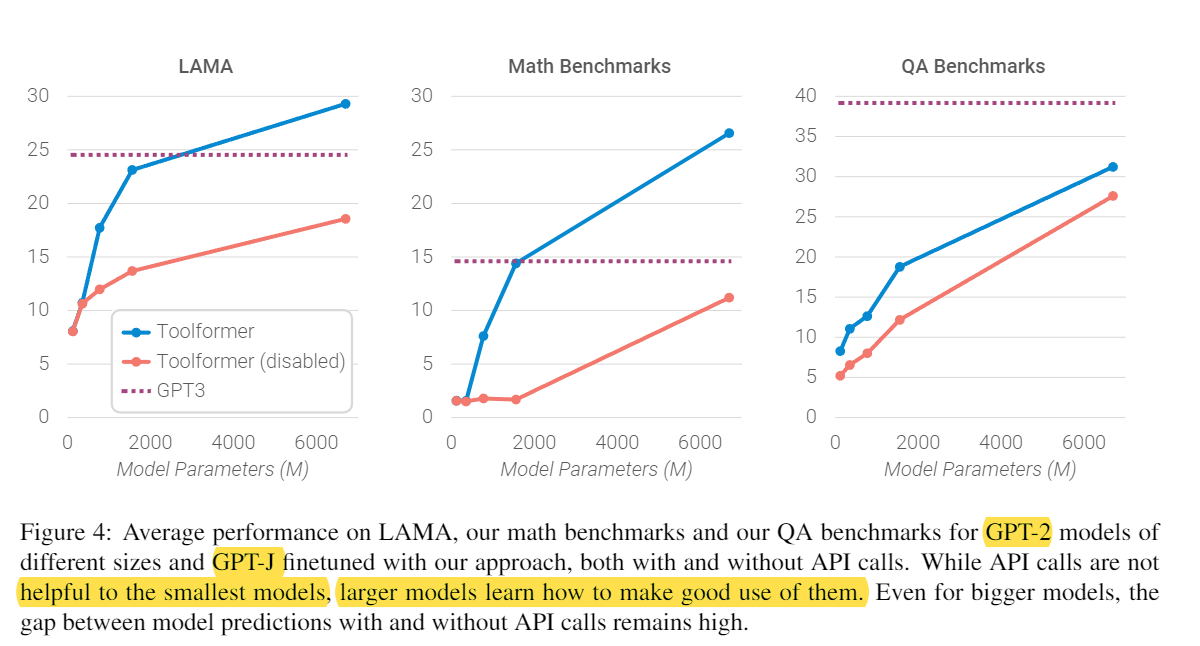 LAMA
30
25
20
15
10
5
0
0 2000 4000 6000
Model Parameters (M)
Toolformer
Toolformer (disabled)
GPT3
Math Benchmarks
30
25
20
15
10
5
0
0 2000 4000 6000
Model Parameters (M)
QA Benchmarks
40
35
30
25
20
15
10
5
0
0 2000 4000 6000
Model Parameters (M)
Figure 4: Average performance on LAMA, our math benchmarks and our QA benchmarks for GPT-2 models of
different sizes and GPT-J finetuned with our approach, both with and without API calls. While API calls are not
helpful to the smallest models, larger models learn how to make good use of them. Even for bigger models, the
gap between model predictions with and without API calls remains high.